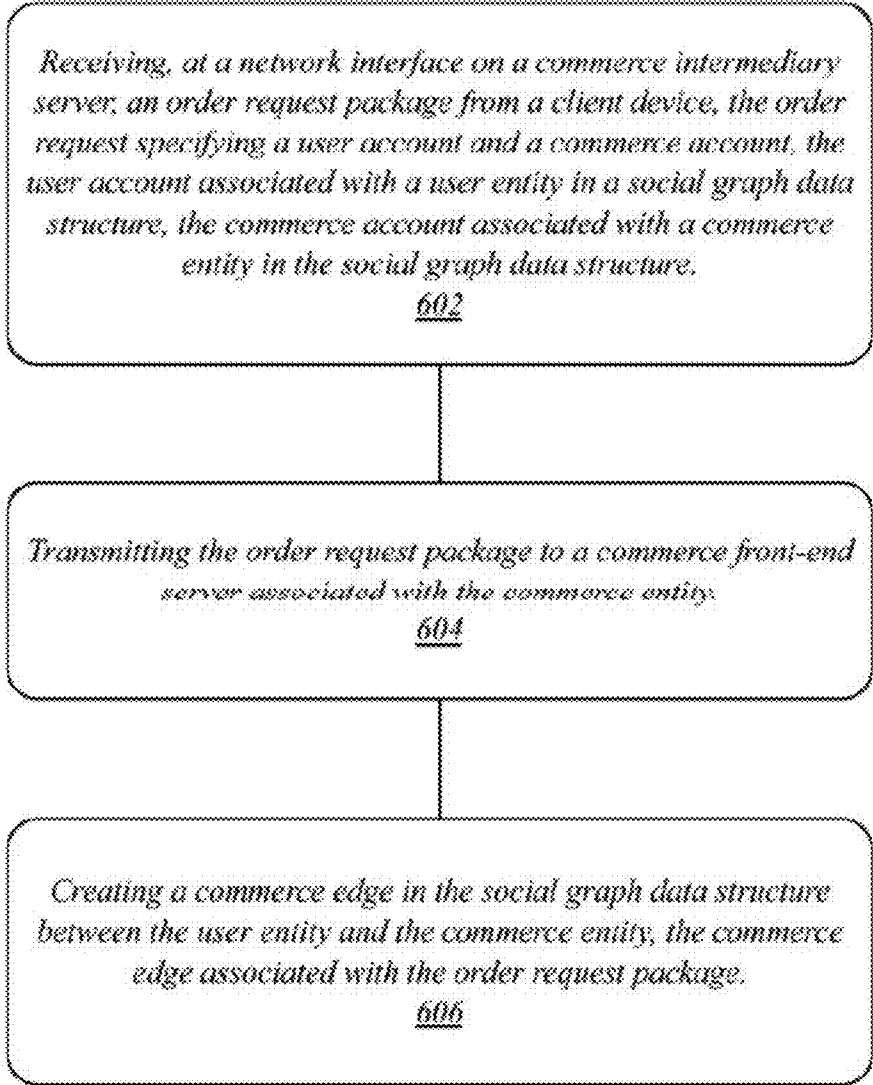 Receiving, at a network interface on a commerce intermediary
server, an order request package from a client device, the order
request specifying a user account and a commerce account, the
user account associated with a user entity in a social graph data
structure, the commerce account associated with a commerce
entity in the social graph data structure.
602
Transmitting the order request package to a commerce front-end
server associated with the commerce entity.
604
Creating a commerce edge in the social graph data structure
between the user entity and the commerce entity, the commerce
edge associated with the order request package.
606